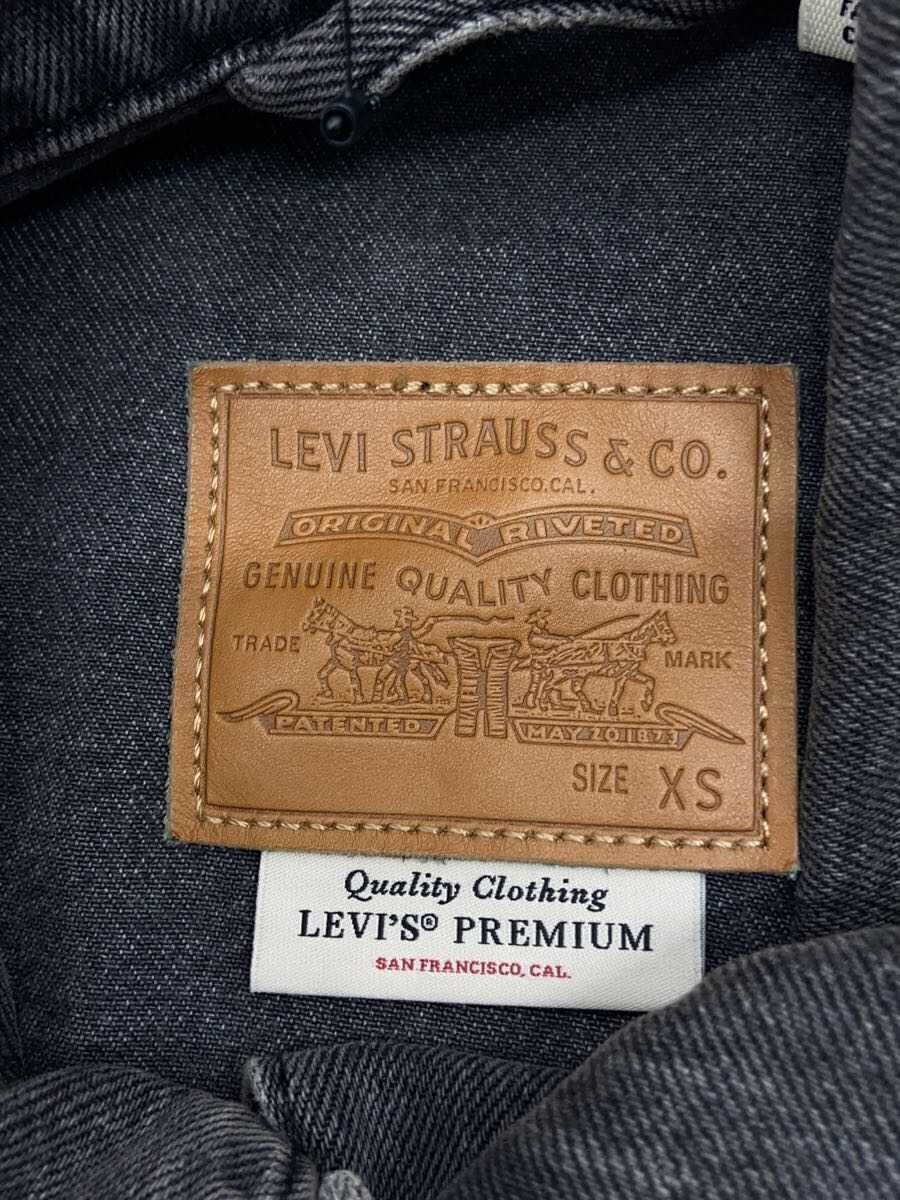 LEVI STRAUSS & CO.
SAN FRANCISCO, CAL.
ORIGINAL RIVETED
GENUINE QUALITY CLOTHING
TRADE MARK
PATENTED MAY 20 1873
SIZE XS
Quality Clothing
LEVI'S® PREMIUM
SAN FRANCISCO, CAL.